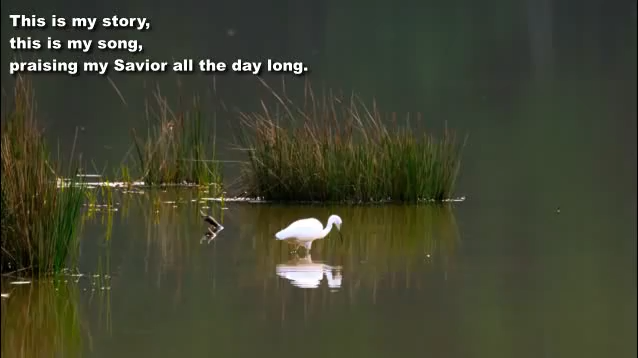 This is my story,
this is my song,
praising my Savior all the day long.